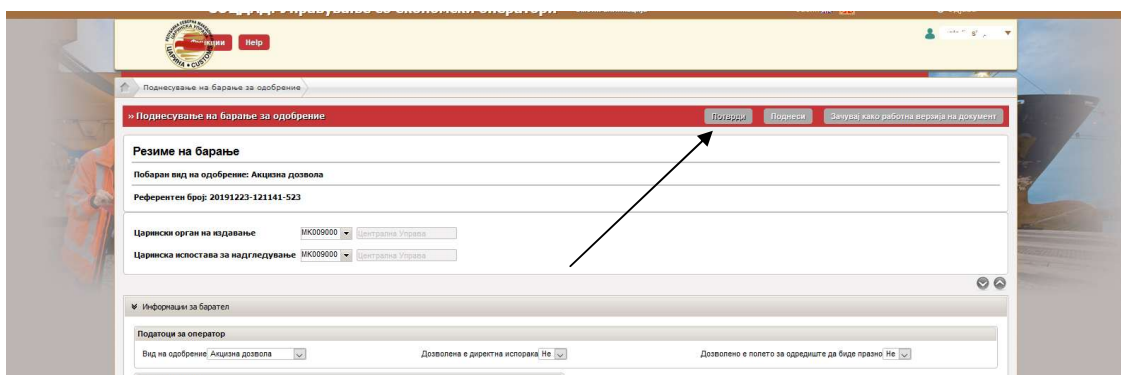 Help
Поднесување на барање за одобрение
» Поднесување на барање за одобрение
Потврди Поднеси Зачувај како работна верзија на документ
Резиме на барање
Побаран вид на одобрение: Акцизна дозвола
Референтен број: 20191223-121141-523
Царински орган на издавање МК009000 Централна Управа
Царинска испостава за надгледување МК009000 Централна Управа
Информации за барател
Податоци за оператор
Вид на одобрение Акцизна дозвола Дозволена е директна испорака Не Дозволено е полето за одредиште да биде празно Не